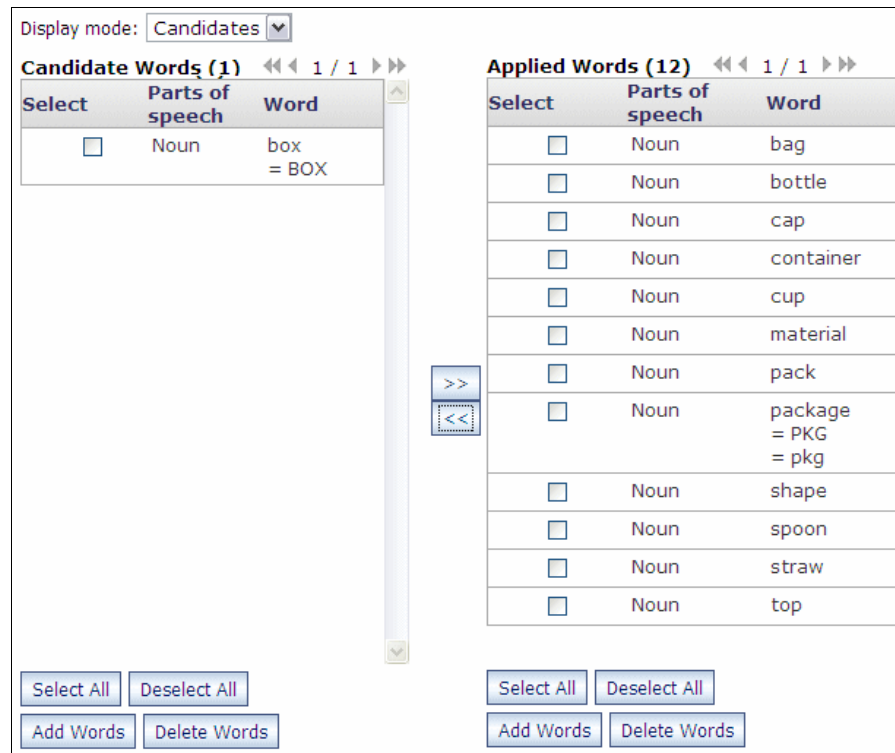 Display mode: Candidates
Candidate Words (1) 1 / 1
Select Parts of speech Word
Noun box
= BOX
Select All Deselect All
Add Words Delete Words
>>
<<
Applied Words (12) 1 / 1
Select Parts of speech Word
Noun bag
Noun bottle
Noun cap
Noun container
Noun cup
Noun material
Noun pack
Noun package
= PKG
= pkg
Noun shape
Noun spoon
Noun straw
Noun top
Select All Deselect All
Add Words Delete Words